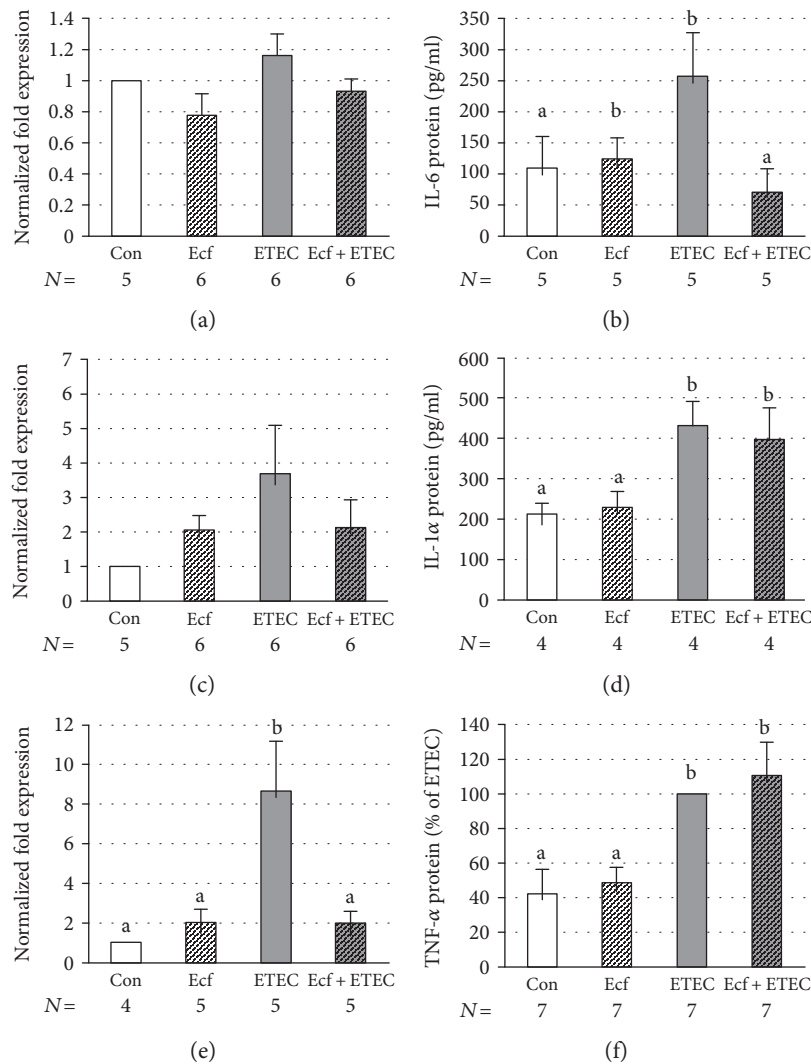 Normalized fold expression
1.4
1.2
1
0.8
0.6
0.4
0.2
0
Con Ecf ETEC Ecf + ETEC
N = 5 6 6 6
(a)
IL-6 protein (pg/ml)
350
300
250
200
150
100
50
0
a b b a
Con Ecf ETEC Ecf + ETEC
N = 5 5 5 5
(b)
Normalized fold expression
7
6
5
4
3
2
1
0
Con Ecf ETEC Ecf + ETEC
N = 5 6 6 6
(c)
IL-1α protein (pg/ml)
600
500
400
300
200
100
0
a a b b
Con Ecf ETEC Ecf + ETEC
N = 4 4 4 4
(d)
Normalized fold expression
12
10
8
6
4
2
0
a a b a
Con Ecf ETEC Ecf + ETEC
N = 4 5 5 5
(e)
TNF-α protein (% of ETEC)
140
120
100
80
60
40
20
0
a a b b
Con Ecf ETEC Ecf + ETEC
N = 7 7 7 7
(f)